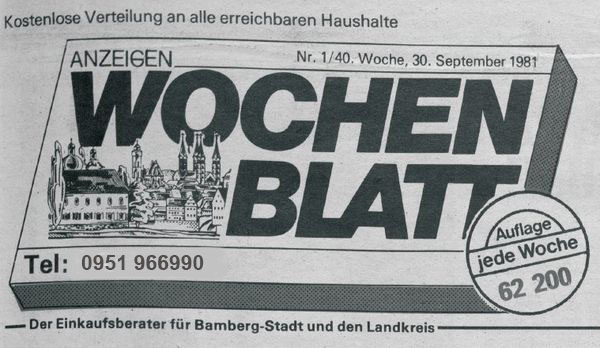 Kostenlose Verteilung an alle erreichbaren Haushalte
ANZEIGEN
Nr. 1/40. Woche, 30. September 1981
WOCHEN
BLATT
Auflage
jede Woche
62 200
Tel: 0951 966990
Der Einkaufsberater für Bamberg-Stadt und den Landkreis